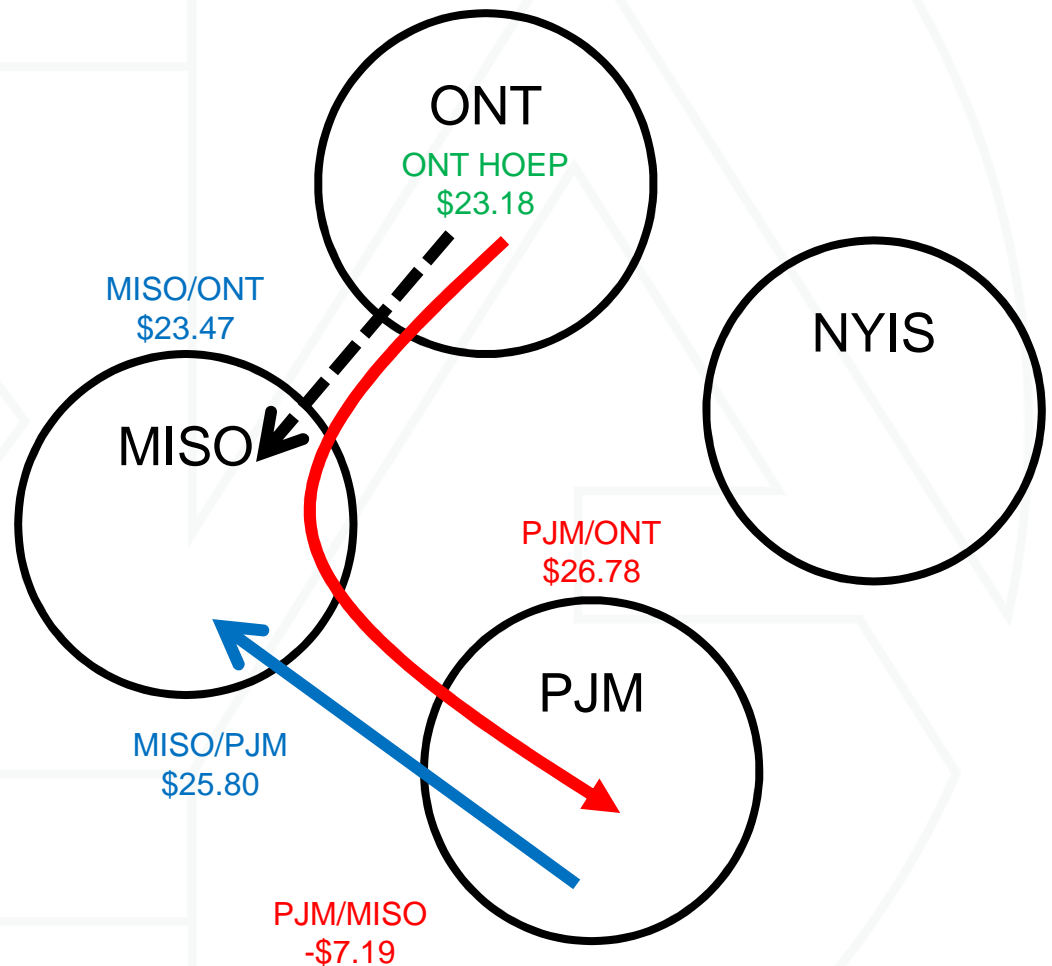 ONT
ONT HOEP
$23.18
MISO/ONT
$23.47
NYIS
MISO
PJM/ONT
$26.78
PJM
MISO/PJM
$25.80
PJM/MISO
-$7.19